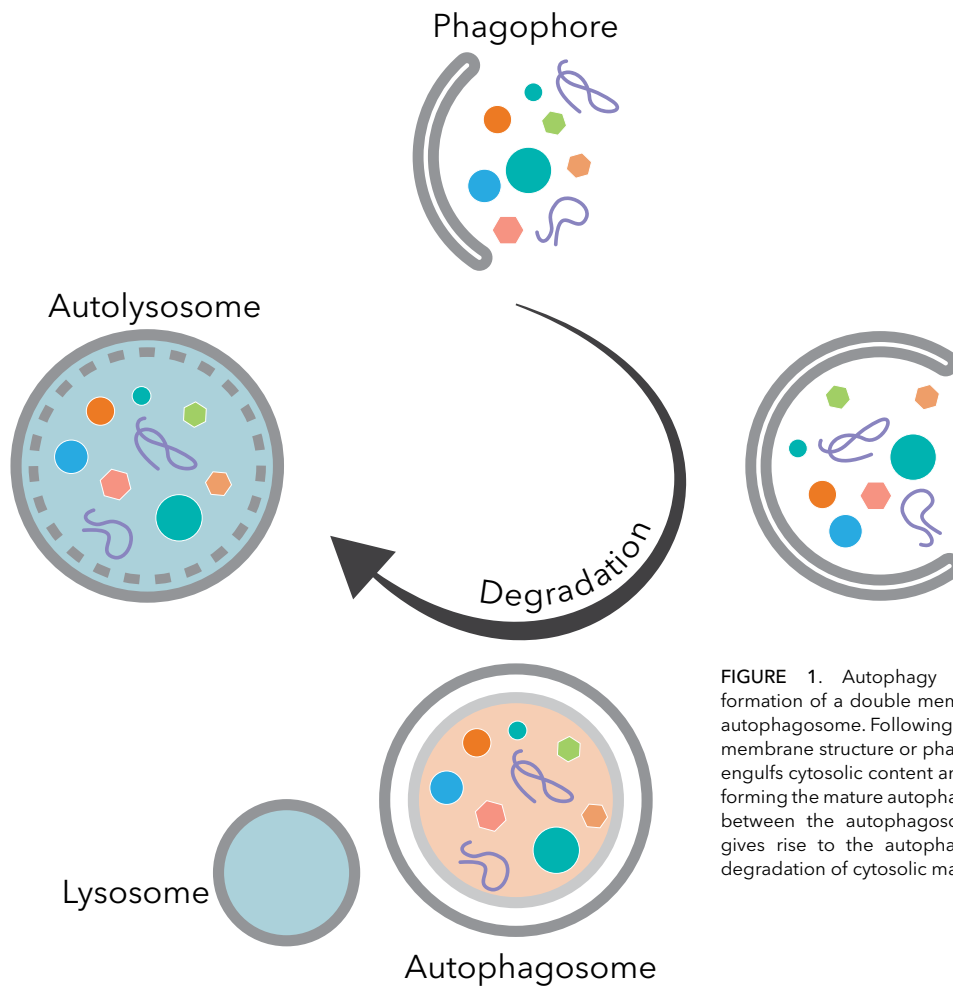 Phagophore
Autolysosome
Degradation
FIGURE 1. Autophagy
formation of a double mem
autophagosome. Following
membrane structure or pha
engulfs cytosolic content an
forming the mature autopha
between the autophagoso
gives rise to the autopha
degradation of cytosolic ma
Lysosome
Autophagosome